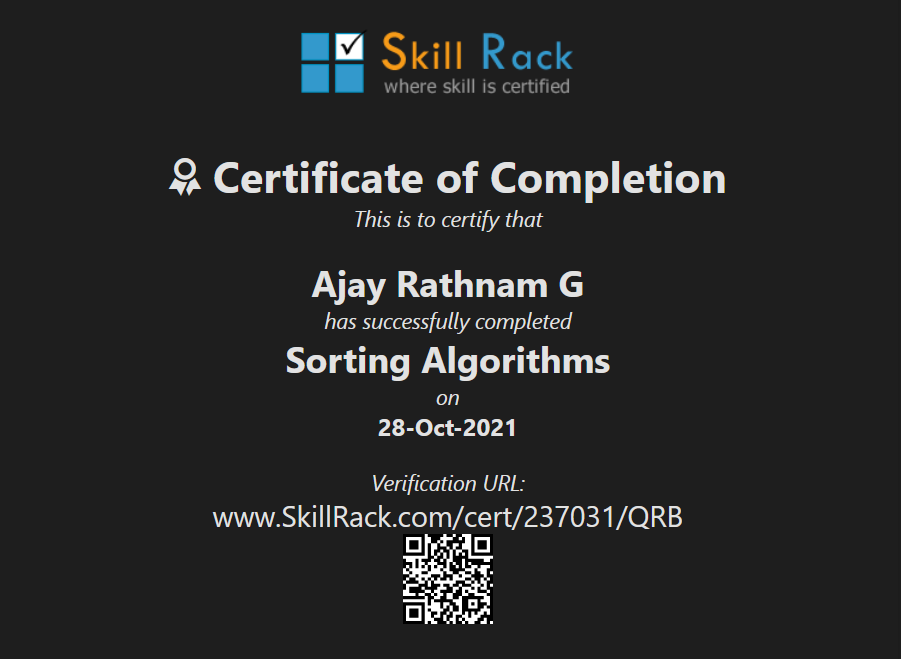 Skill Rack
where skill is certified
Certificate of Completion
This is to certify that
Ajay Rathnam G
has successfully completed
Sorting Algorithms
on
28-Oct-2021
Verification URL:
www.SkillRack.com/cert/237031/QRB